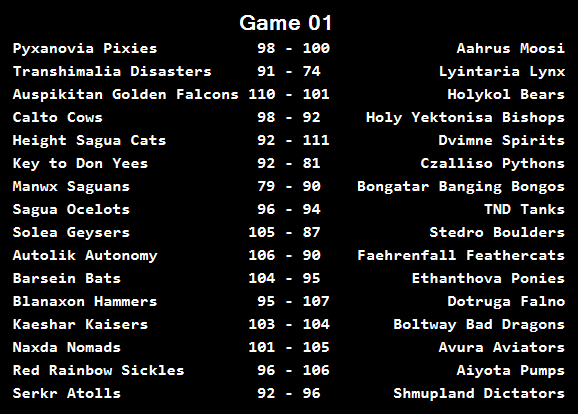 Game 01
Pyxanovia Pixies 98 - 100 Aahrus Moosi
Transhimalia Disasters 91 - 74 Lyintaria Lynx
Auspikitan Golden Falcons 110 - 101 Holykol Bears
Calto Cows 98 - 92 Holy Yektonisa Bishops
Height Sagua Cats 92 - 111 Dvimne Spirits
Key to Don Yees 92 - 81 Czalliso Pythons
Manwx Saguans 79 - 90 Bongatar Banging Bongos
Sagua Ocelots 96 - 94 TND Tanks
Solea Geysers 105 - 87 Stedro Boulders
Autolik Autonomy 106 - 90 Faehrenfall Feathercats
Barsein Bats 104 - 95 Ethanthova Ponies
Blanaxon Hammers 95 - 107 Dotruga Falno
Kaeshar Kaisers 103 - 104 Boltway Bad Dragons
Naxda Nomads 101 - 105 Avura Aviators
Red Rainbow Sickles 96 - 106 Aiyota Pumps
Serkr Atolls 92 - 96 Shmupland Dictators